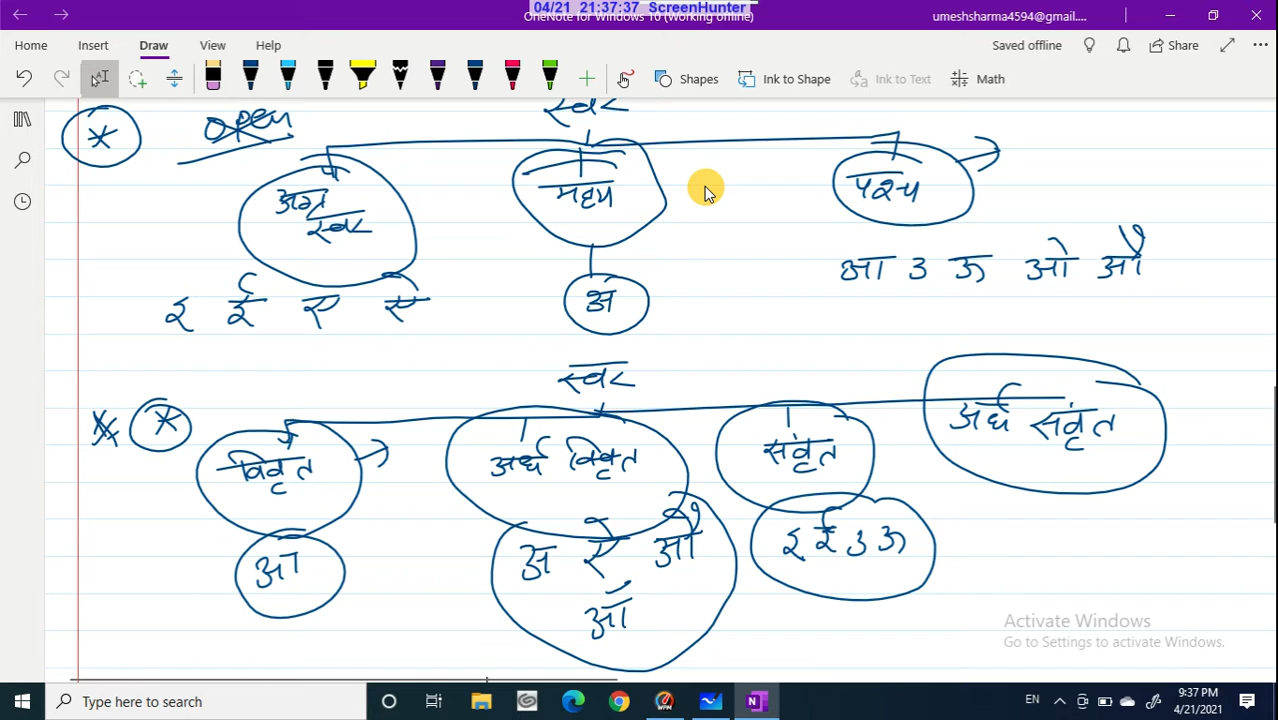 04/21 21:37:37 ScreenHunter
OneNote for Windows 10 (Working offline)
umeshsharma4594@gmail....
Home Insert Draw View Help
Saved offline
Share
Shapes
Ink to Shape
Ink to Text
Math
स्वर
open
अग्र स्वर
मध्य
पश्च
इ ई ए ऐ
अ
आ उ ऊ ओ औ
स्वर
विवृत
अर्ध विवृत
संवृत
अर्ध संवृत
आ
अ ऐ औ
ऑ
इ ई उ ऊ
Activate Windows
Go to Settings to activate Windows.
Type here to search
EN
9:37 PM
4/21/2021